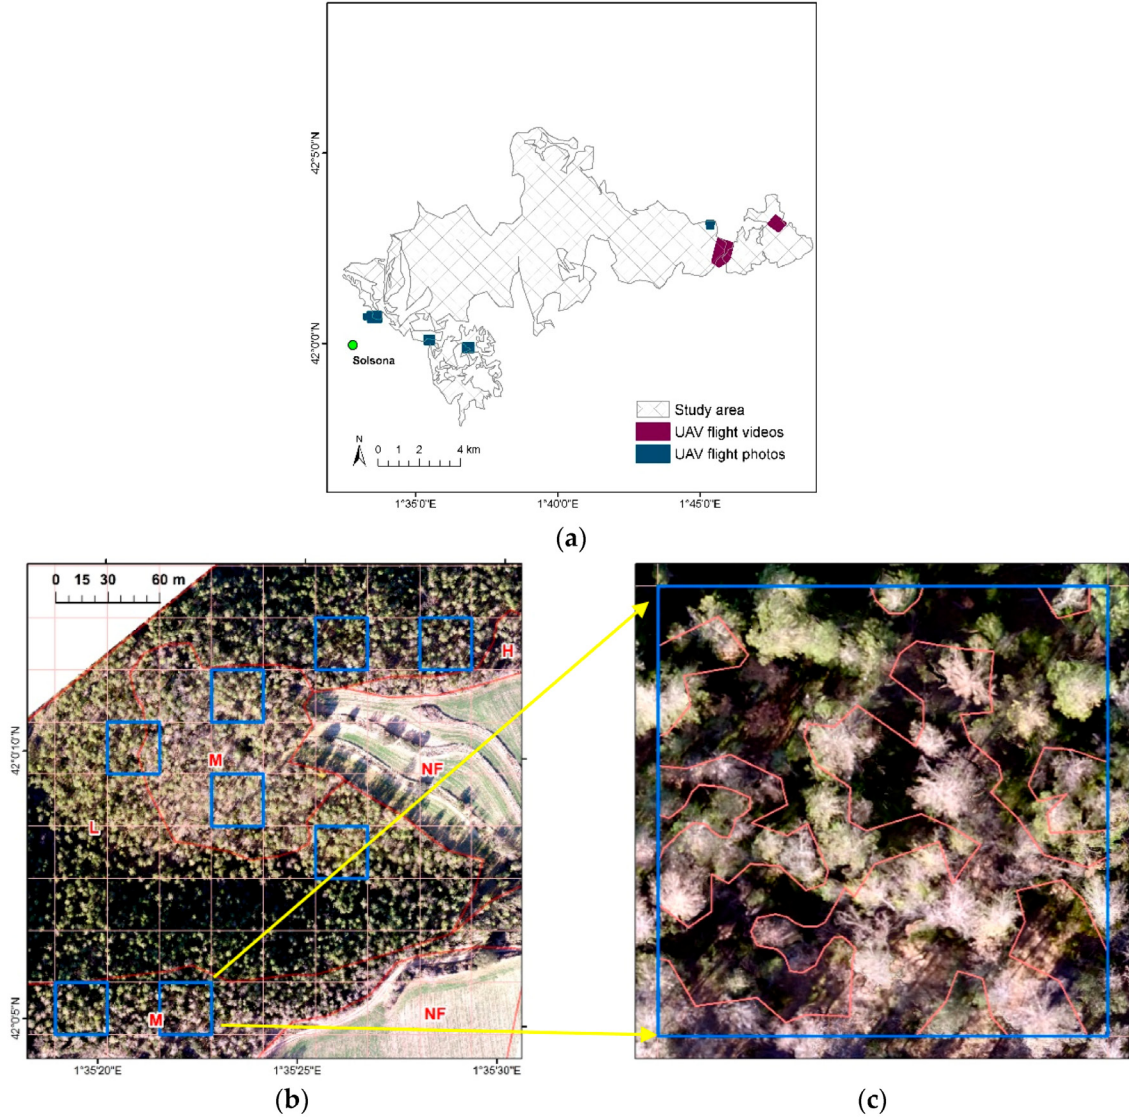 42°5'0"N
42°0'0"N
Solsona
N
0 1 2 4 km
Study area
UAV flight videos
UAV flight photos
1°35'0"E 1°40'0"E 1°45'0"E
(a)
0 15 30 60 m
H
42°0'10"N
M
NF
L
42°0'5"N
M
NF
1°35'20"E 1°35'25"E 1°35'30"E
(b) (c)